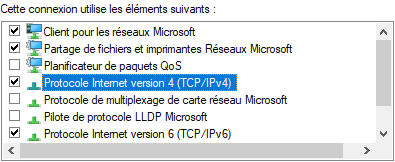 Cette connexion utilise les éléments suivants :
Client pour les réseaux Microsoft
Partage de fichiers et imprimantes Réseaux Microsoft
Planificateur de paquets QoS
Protocole Internet version 4 (TCP/IPv4)
Protocole de multiplexage de carte réseau Microsoft
Pilote de protocole LLDP Microsoft
Protocole Internet version 6 (TCP/IPv6)